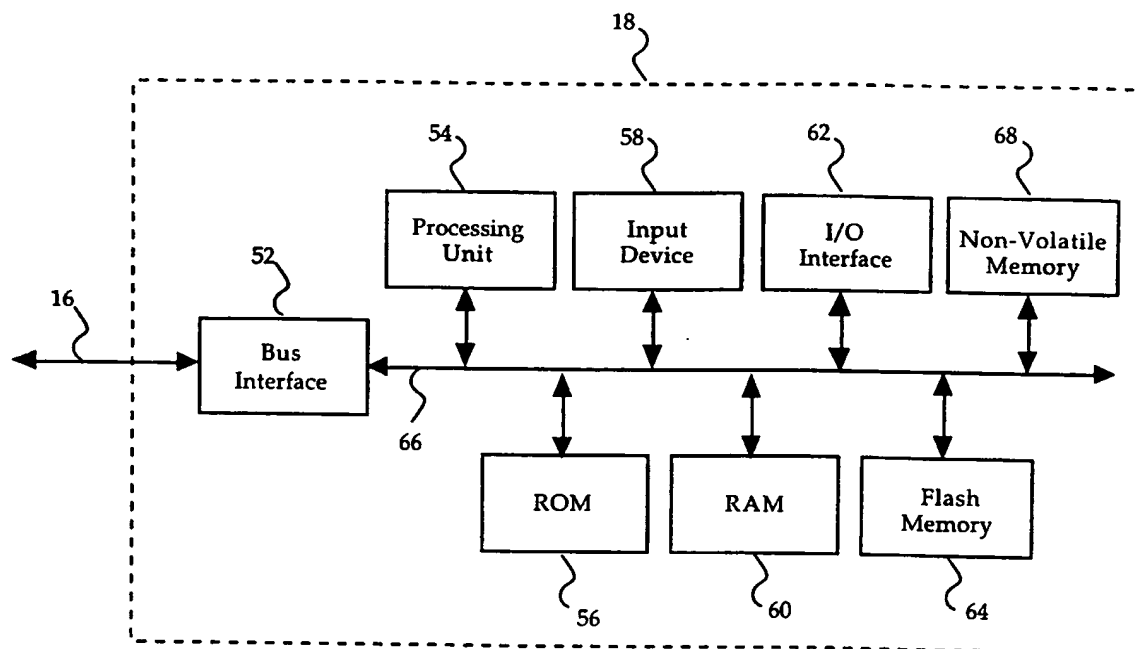 18
54
58
62
68
Processing
Unit
Input
Device
I/O
Interface
Non-Volatile
Memory
52
16
Bus
Interface
66
ROM
RAM
Flash
Memory
56
60
64